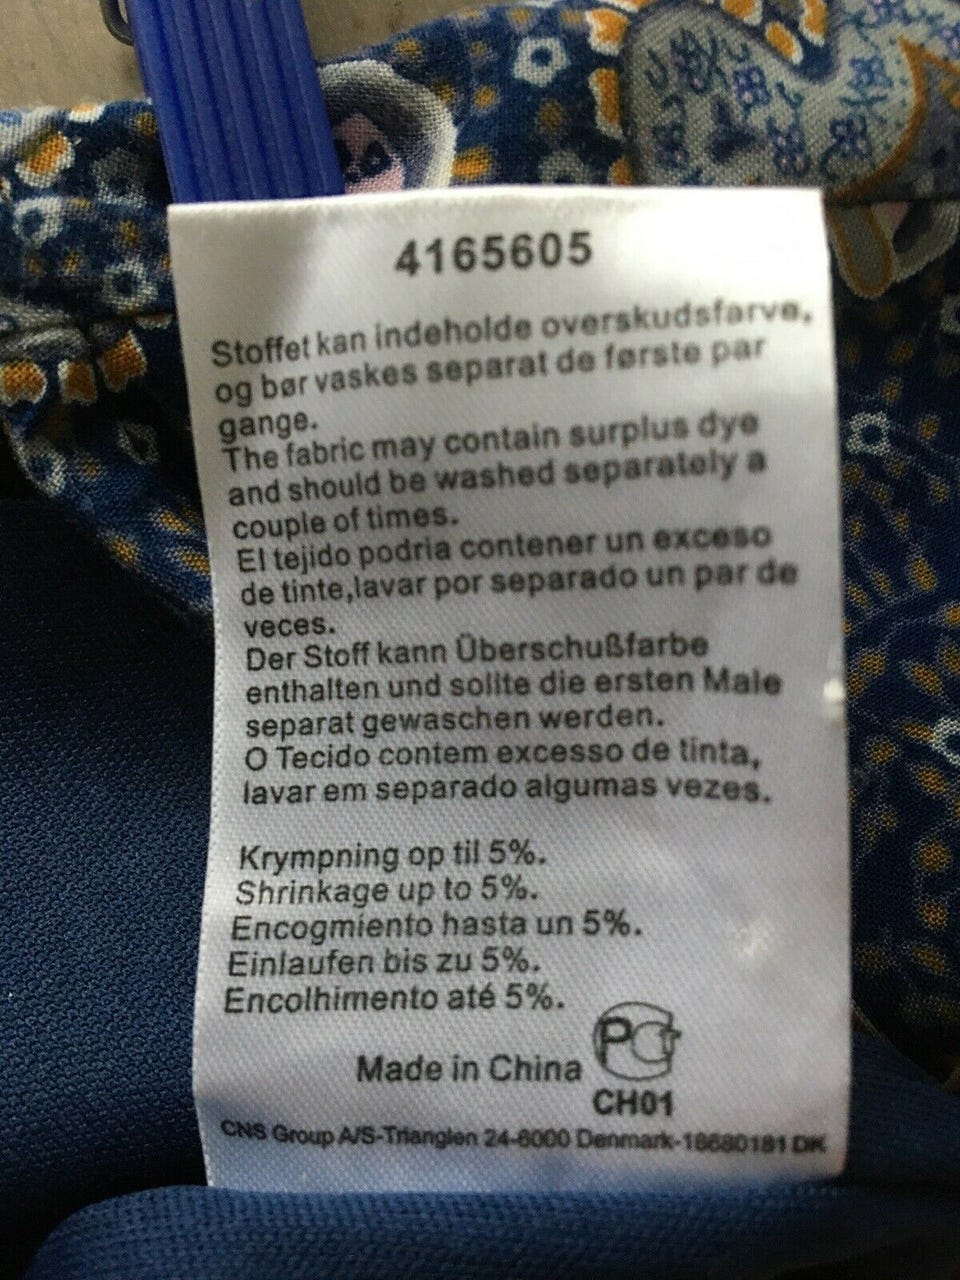 4165605
Stoffet kan indeholde overskudsfarve,
og bør vaskes separat de første par
gange.
The fabric may contain surplus dye
and should be washed separately a
couple of times.
El tejido podria contener un exceso
de tinte,lavar por separado un par de
veces.
Der Stoff kann Überschußfarbe
enthalten und sollte die ersten Male
separat gewaschen werden.
O Tecido contem excesso de tinta,
lavar em separado algumas vezes.
Krympning op til 5%.
Shrinkage up to 5%.
Encogmiento hasta un 5%.
Einlaufen bis zu 5%.
Encolhimento até 5%.
Made in China
PCT
CH01
CNS Group A/S-Trianglen 24-6000 Denmark-18680181 DK